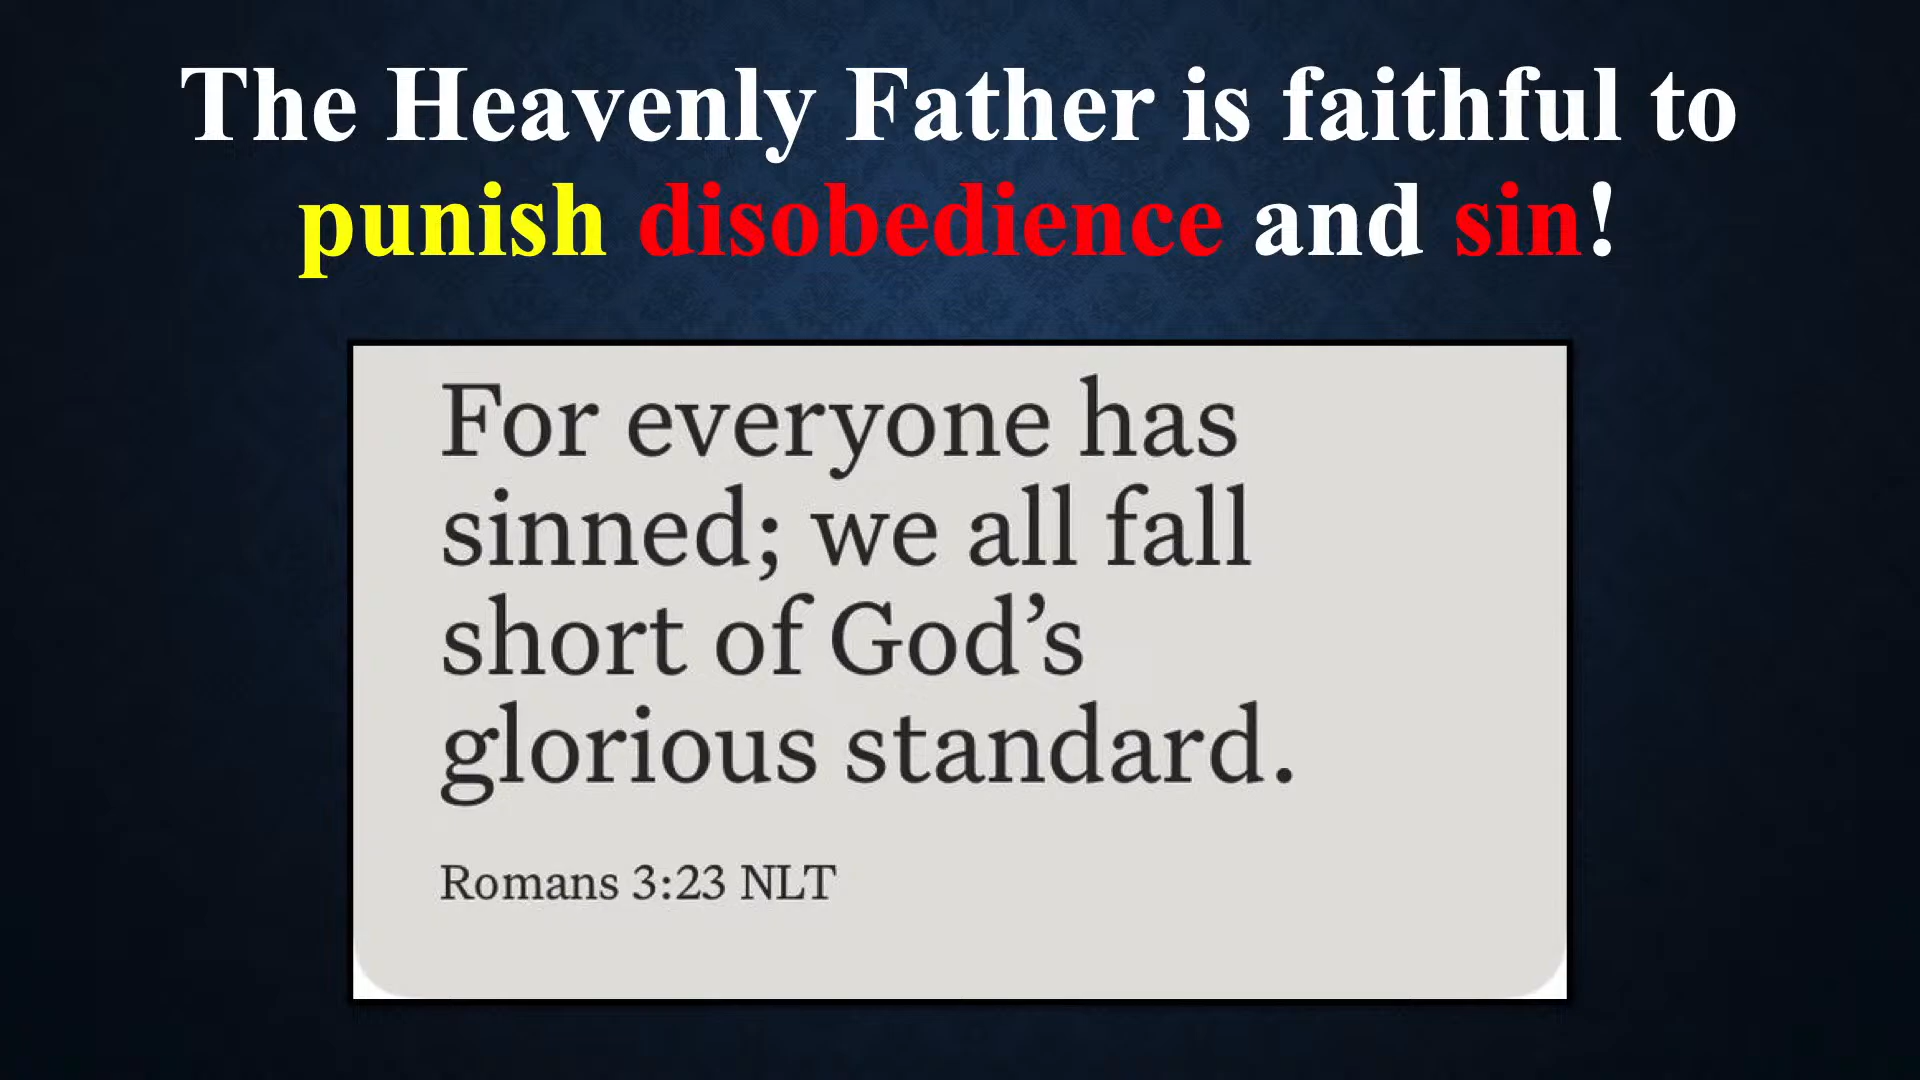 The Heavenly Father is faithful to
punish disobedience and sin!
For everyone has
sinned; we all fall
short of God’s
glorious standard.
Romans 3:23 NLT